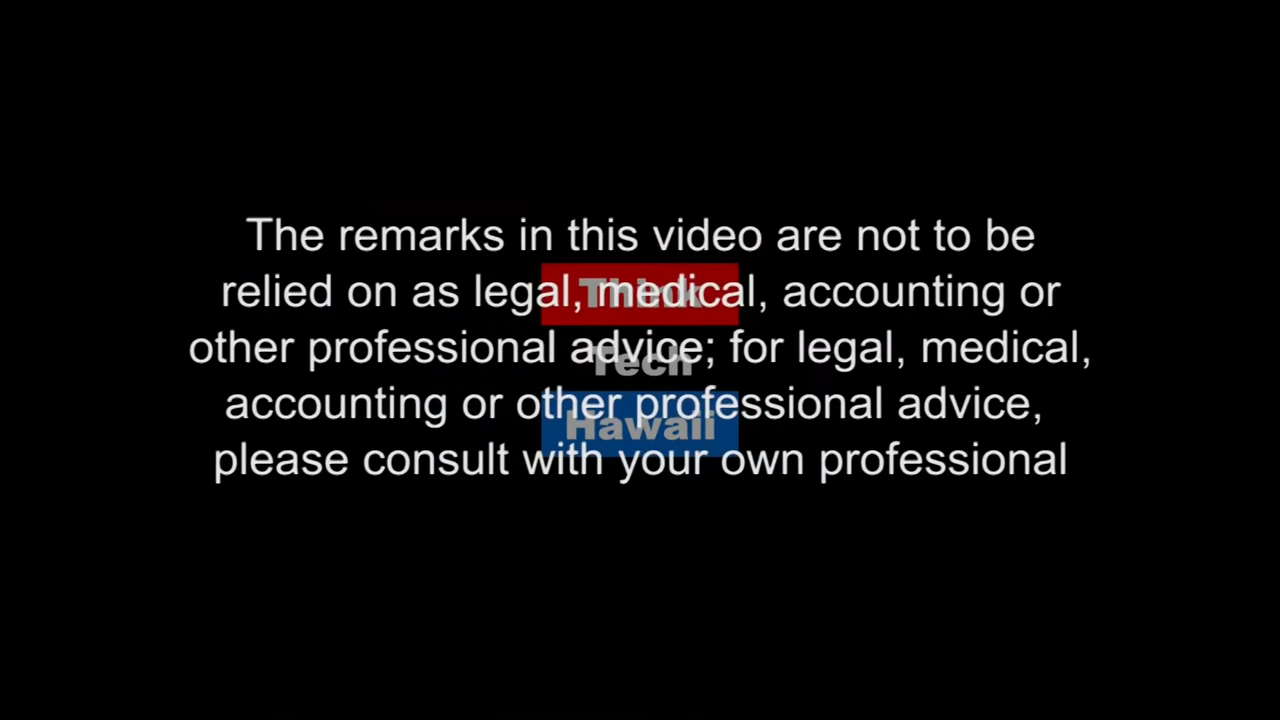 The remarks in this video are not to be
relied on as legal, medical, accounting or
other professional advice; for legal, medical,
accounting or other professional advice,
please consult with your own professional
Think
Tech
Hawaii